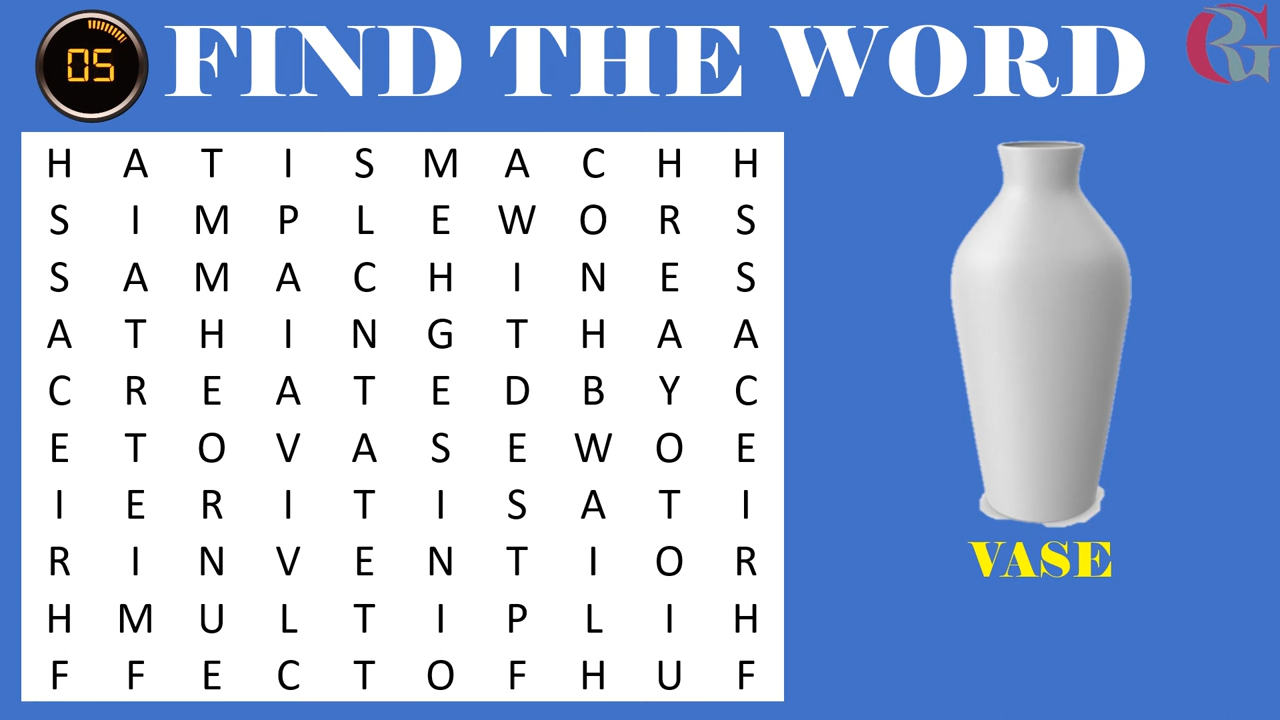 05
FIND THE WORD
H A T I S M A C H H
S I M P L E W O R S
S A M A C H I N E S
A T H I N G T H A A
C R E A T E D B Y C
E T O V A S E W O E
I E R I T I S A T I
R I N V E N T I O R
H M U L T I P L I H
F F E C T O F H U F
VASE